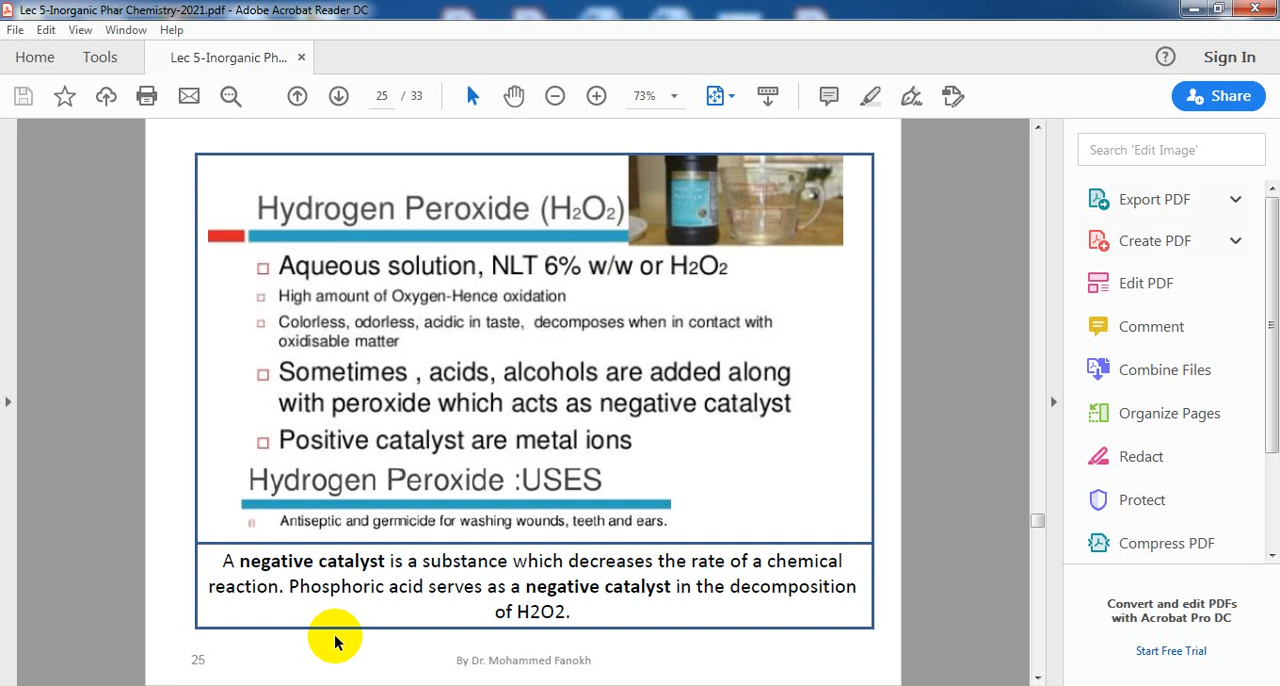 Lec 5-Inorganic Phar Chemistry-2021.pdf - Adobe Acrobat Reader DC
File Edit View Window Help
Home Tools Lec 5-Inorganic Ph... × Sign In
25 / 33 73% Share
Hydrogen Peroxide (H2O2)
Aqueous solution, NLT 6% w/w or H2O2
High amount of Oxygen-Hence oxidation
Colorless, odorless, acidic in taste, decomposes when in contact with
oxidisable matter
Sometimes , acids, alcohols are added along
with peroxide which acts as negative catalyst
Positive catalyst are metal ions
Hydrogen Peroxide :USES
(i) Antiseptic and germicide for washing wounds, teeth and ears.
A negative catalyst is a substance which decreases the rate of a chemical
reaction. Phosphoric acid serves as a negative catalyst in the decomposition
of H2O2.
25 By Dr. Mohammed Fanokh
Search 'Edit Image'
Export PDF
Create PDF
Edit PDF
Comment
Combine Files
Organize Pages
Redact
Protect
Compress PDF
Convert and edit PDFs
with Acrobat Pro DC
Start Free Trial